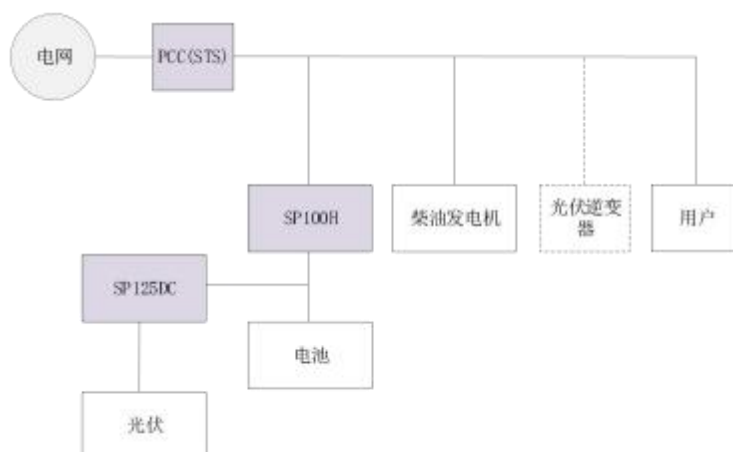 电网
PCC(STS)
SP100H
柴油发电机
光伏逆变
器
用户
SP125DC
电池
光伏